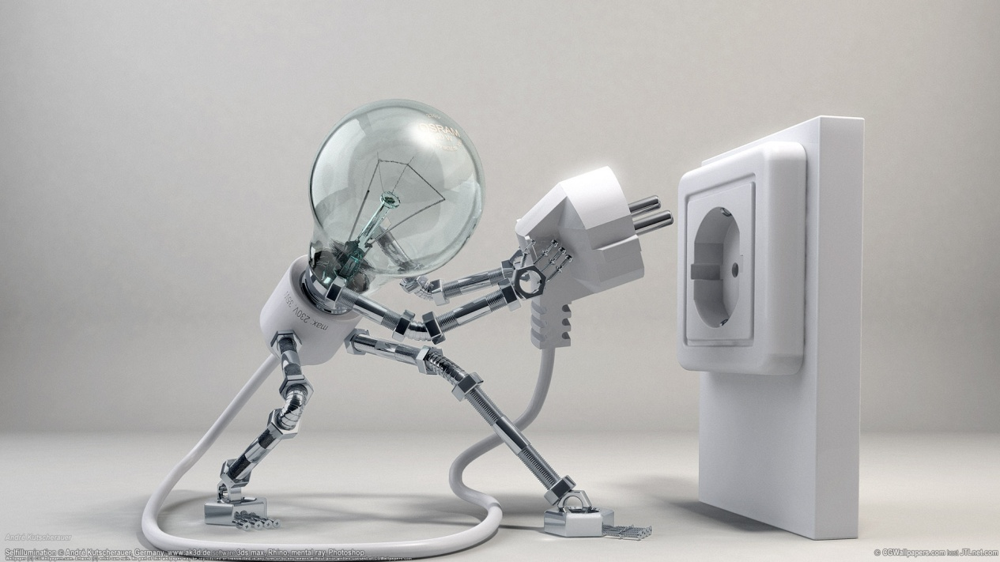 OSRAM
max. 230V 35W
André Kutscherauer
Selfillumination © André Kutscherauer, Germany www.ak3d.de software 3ds max, Rhino, mental ray, Photoshop
© CGWallpapers.com host JTLnet.com